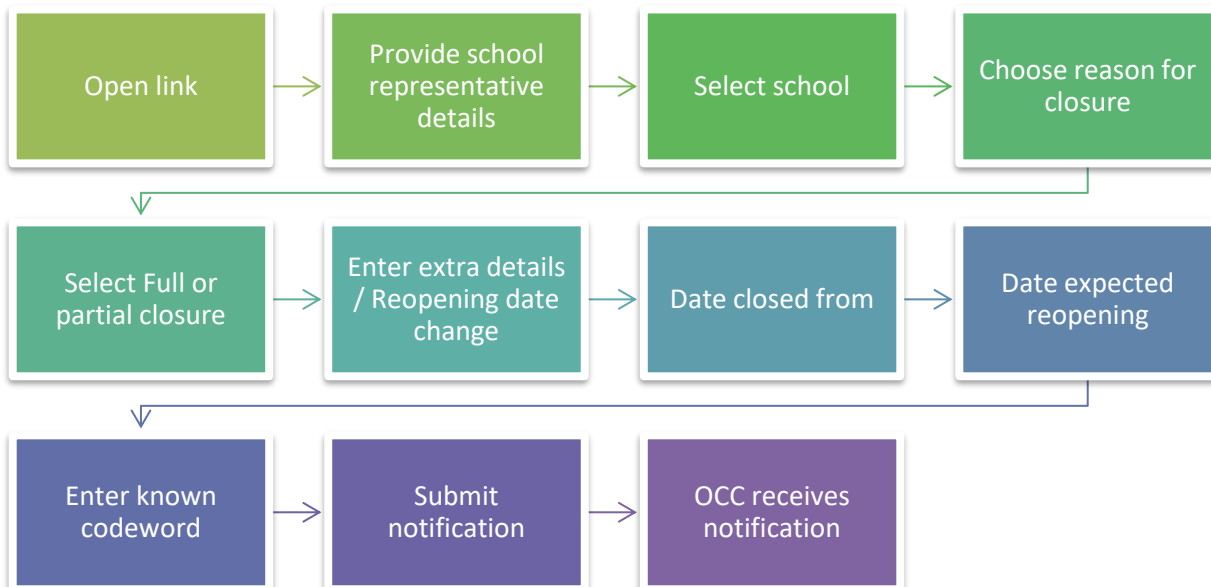 Open link
Provide school
representative
details
Select school
Choose reason for
closure
Select Full or
partial closure
Enter extra details
/ Reopening date
change
Date closed from
Date expected
reopening
Enter known
codeword
Submit
notification
OCC receives
notification